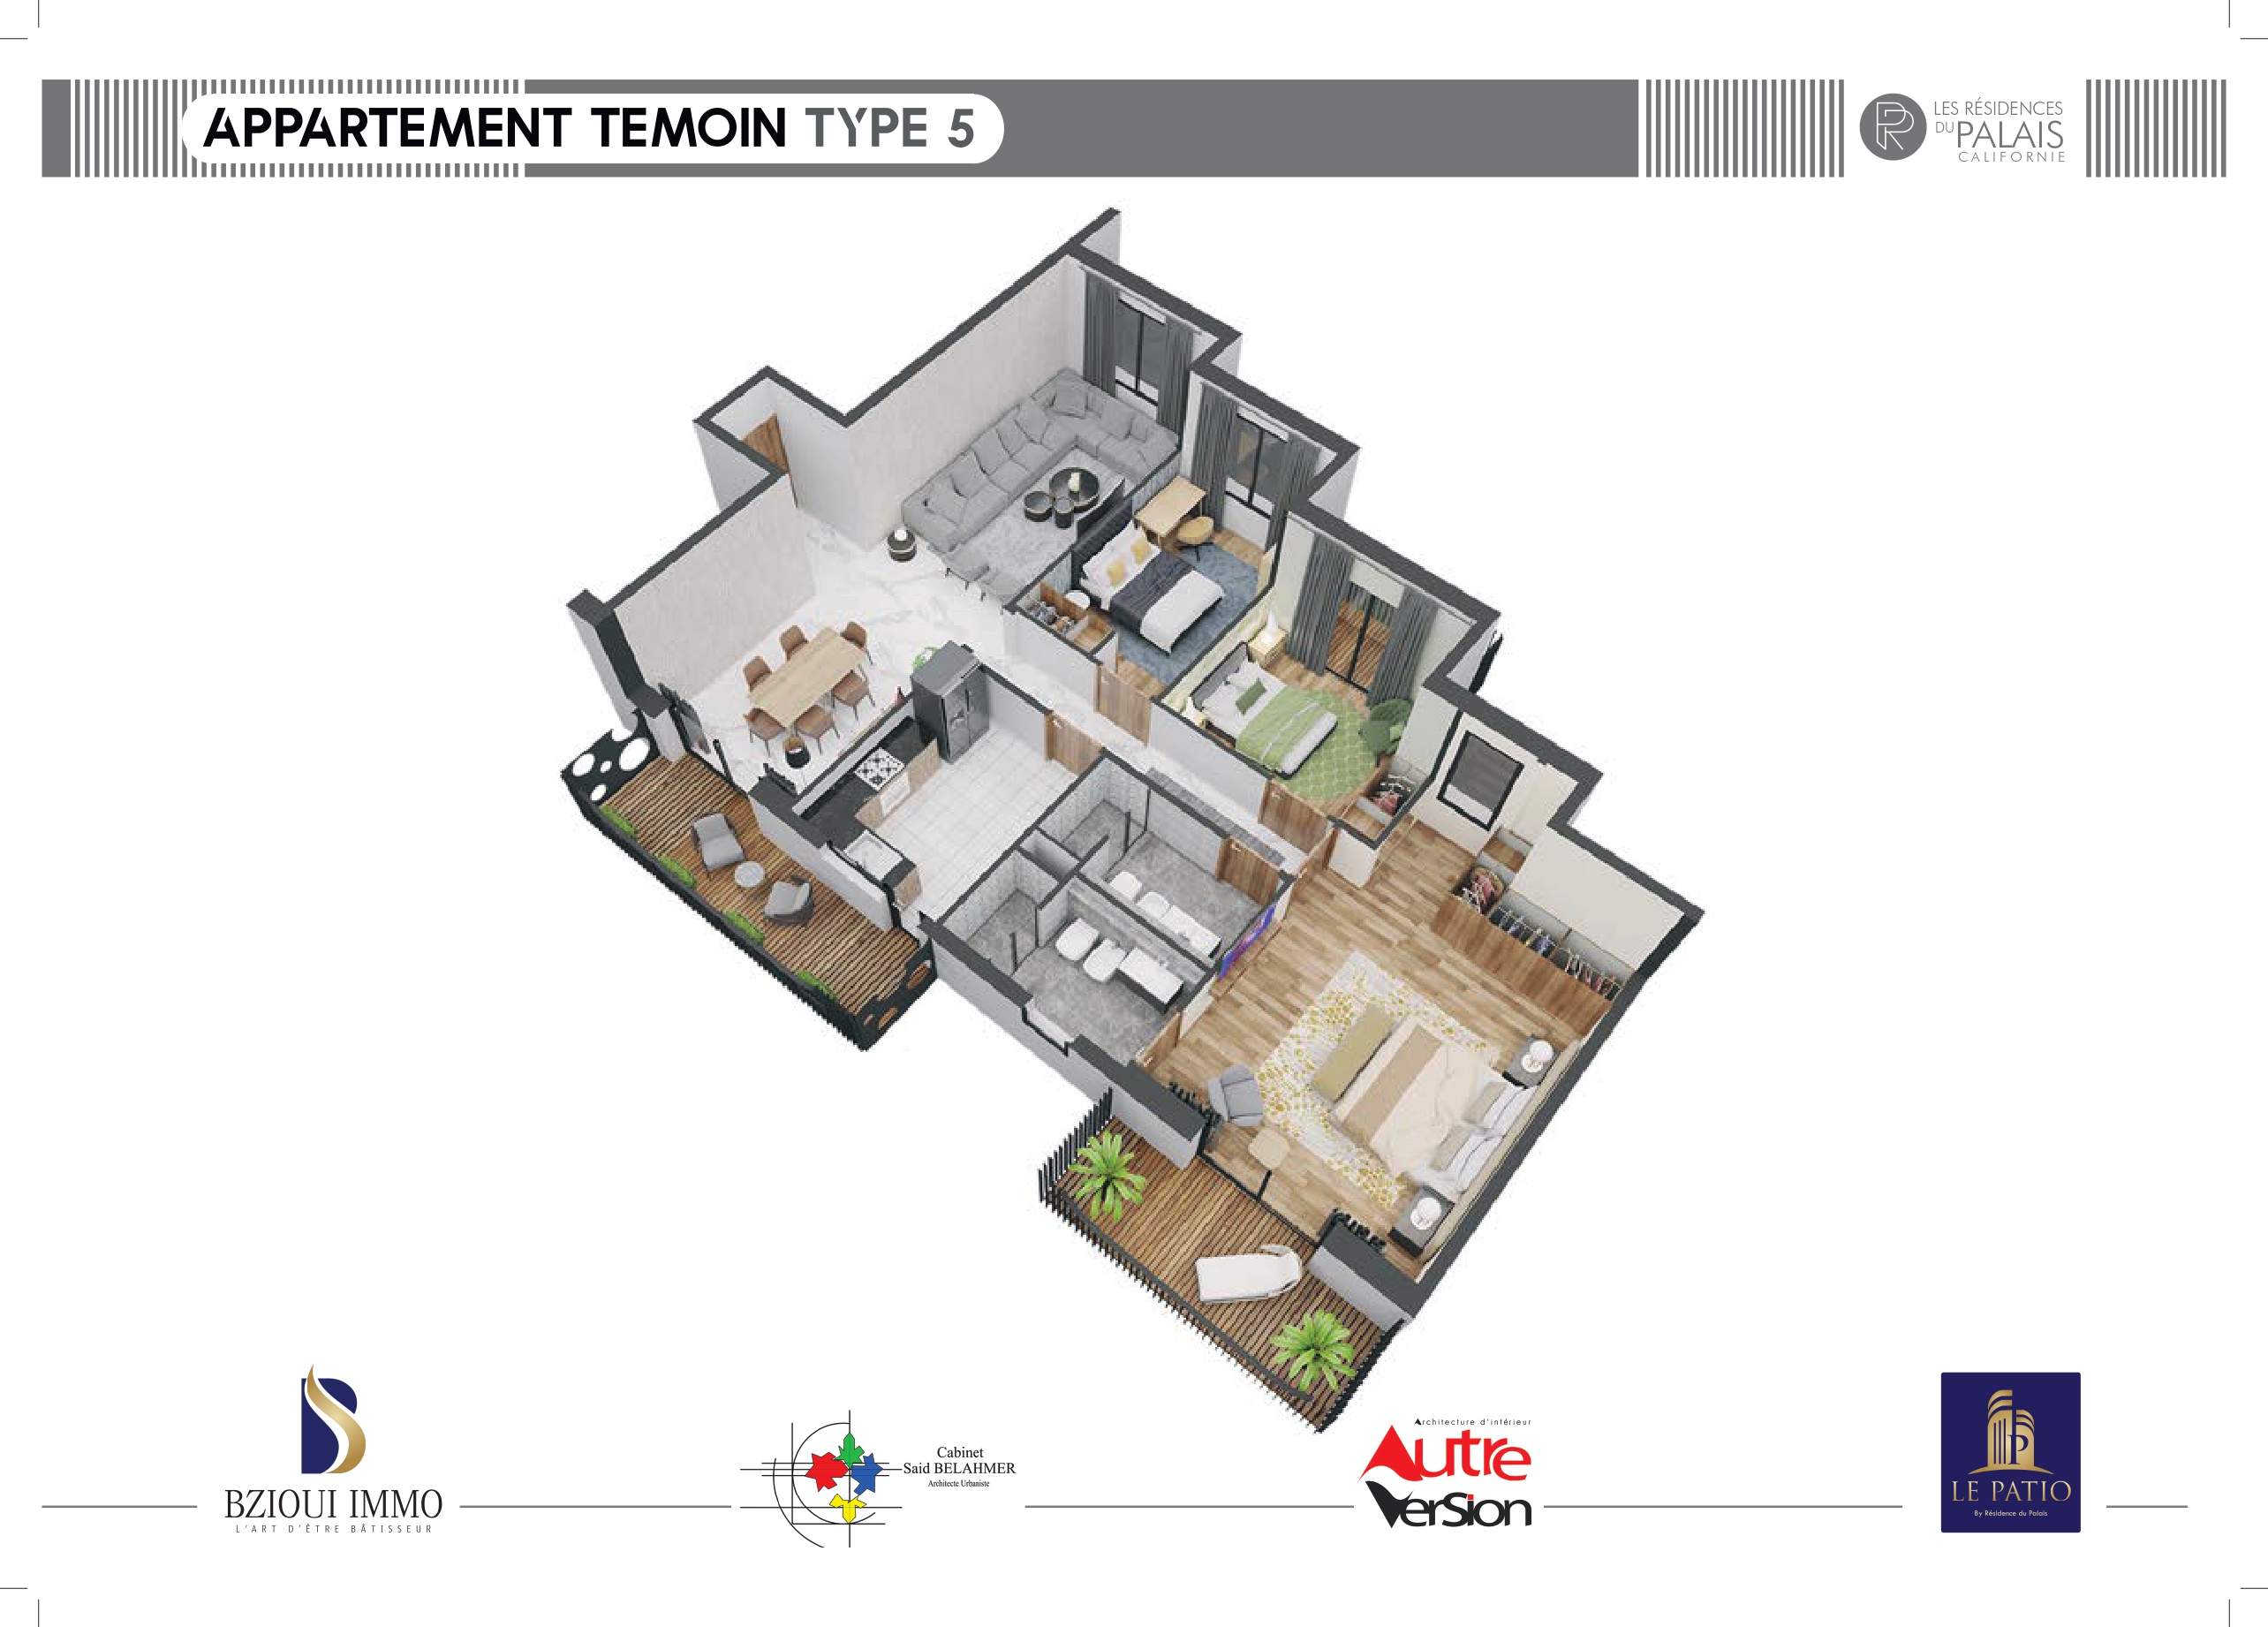 APPARTEMENT TEMOIN TYPE 5
LES RÉSIDENCES
DU PALAIS
CALIFORNIE
BZIOUI IMMO
L'ART D'ÊTRE BÂTISSEUR
Cabinet
Said BELAHMER
Architecte Urbaniste
Architecture d'intérieur
Autre
Version
LE PATIO
By Résidence du Palais